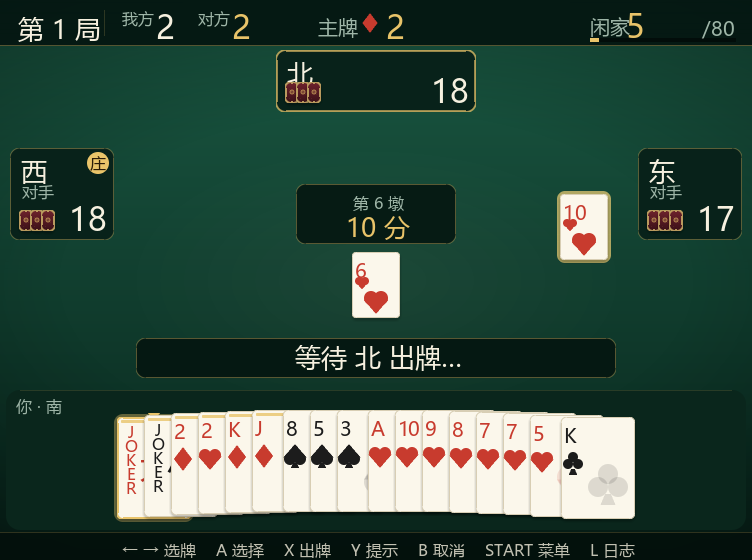 第 1 局 我方 2 对方 2 主牌 2 闲家 5 /80
北
18
西 庄
对手
18
东
对手
17
第 6 墩
10 分
10
6
等待 北 出牌...
你 · 南
JOKER JOKER 2 2 K J 8 5 3 A 10 9 8 7 7 5 K
← → 选牌 A 选择 X 出牌 Y 提示 B 取消 START 菜单 L 日志